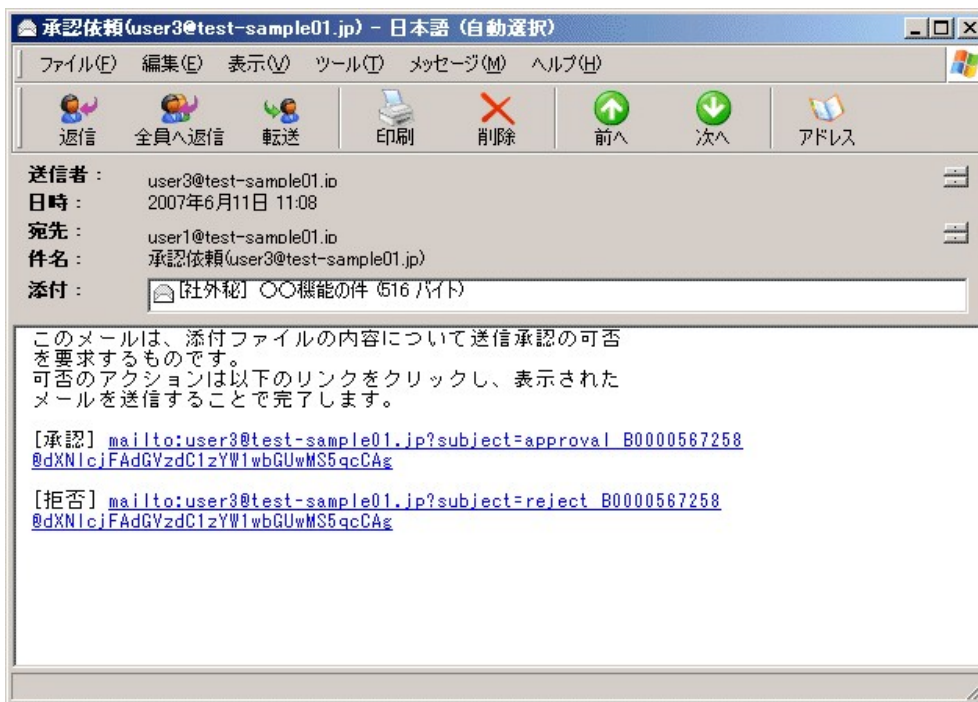 承認依頼(user3@test-sample01.jp) - 日本語 (自動選択)
ファイル(F) 編集(E) 表示(V) ツール(T) メッセージ(M) ヘルプ(H)
返信 全員へ返信 転送 印刷 削除 前へ 次へ アドレス
送信者: user3@test-sample01.jp
日時: 2007年6月11日 11:08
宛先: user1@test-sample01.jp
件名: 承認依頼(user3@test-sample01.jp)
添付: [社外秘] 〇〇機能の件 (516 バイト)
このメールは、添付ファイルの内容について送信承認の可否
を要求するものです。
可否のアクションは以下のリンクをクリックし、表示された
メールを送信することで完了します。
[承認] mailto:user3@test-sample01.jp?subject=approval B0000567258
@dXNlcjFAdGVzdC1zYW1wbGUwMS5qcCAg
[拒否] mailto:user3@test-sample01.jp?subject=reject B0000567258
@dXNlcjFAdGVzdC1zYW1wbGUwMS5qcCAg